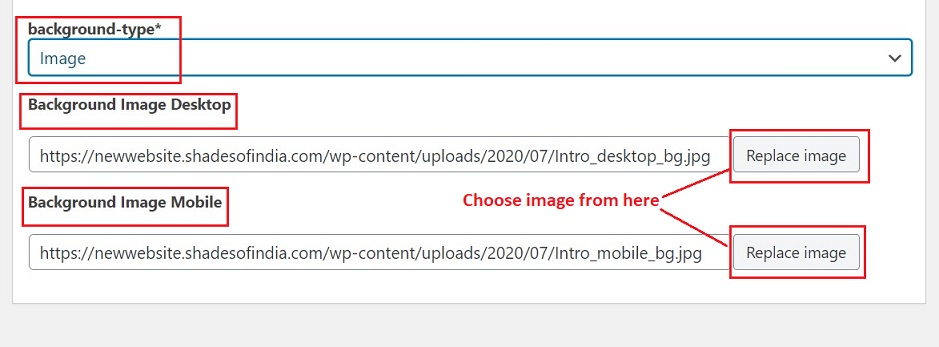 background-type*
Image
Background Image Desktop
https://newwebsite.shadesofindia.com/wp-content/uploads/2020/07/Intro_desktop_bg.jpg
Replace image
Choose image from here
Background Image Mobile
https://newwebsite.shadesofindia.com/wp-content/uploads/2020/07/Intro_mobile_bg.jpg
Replace image